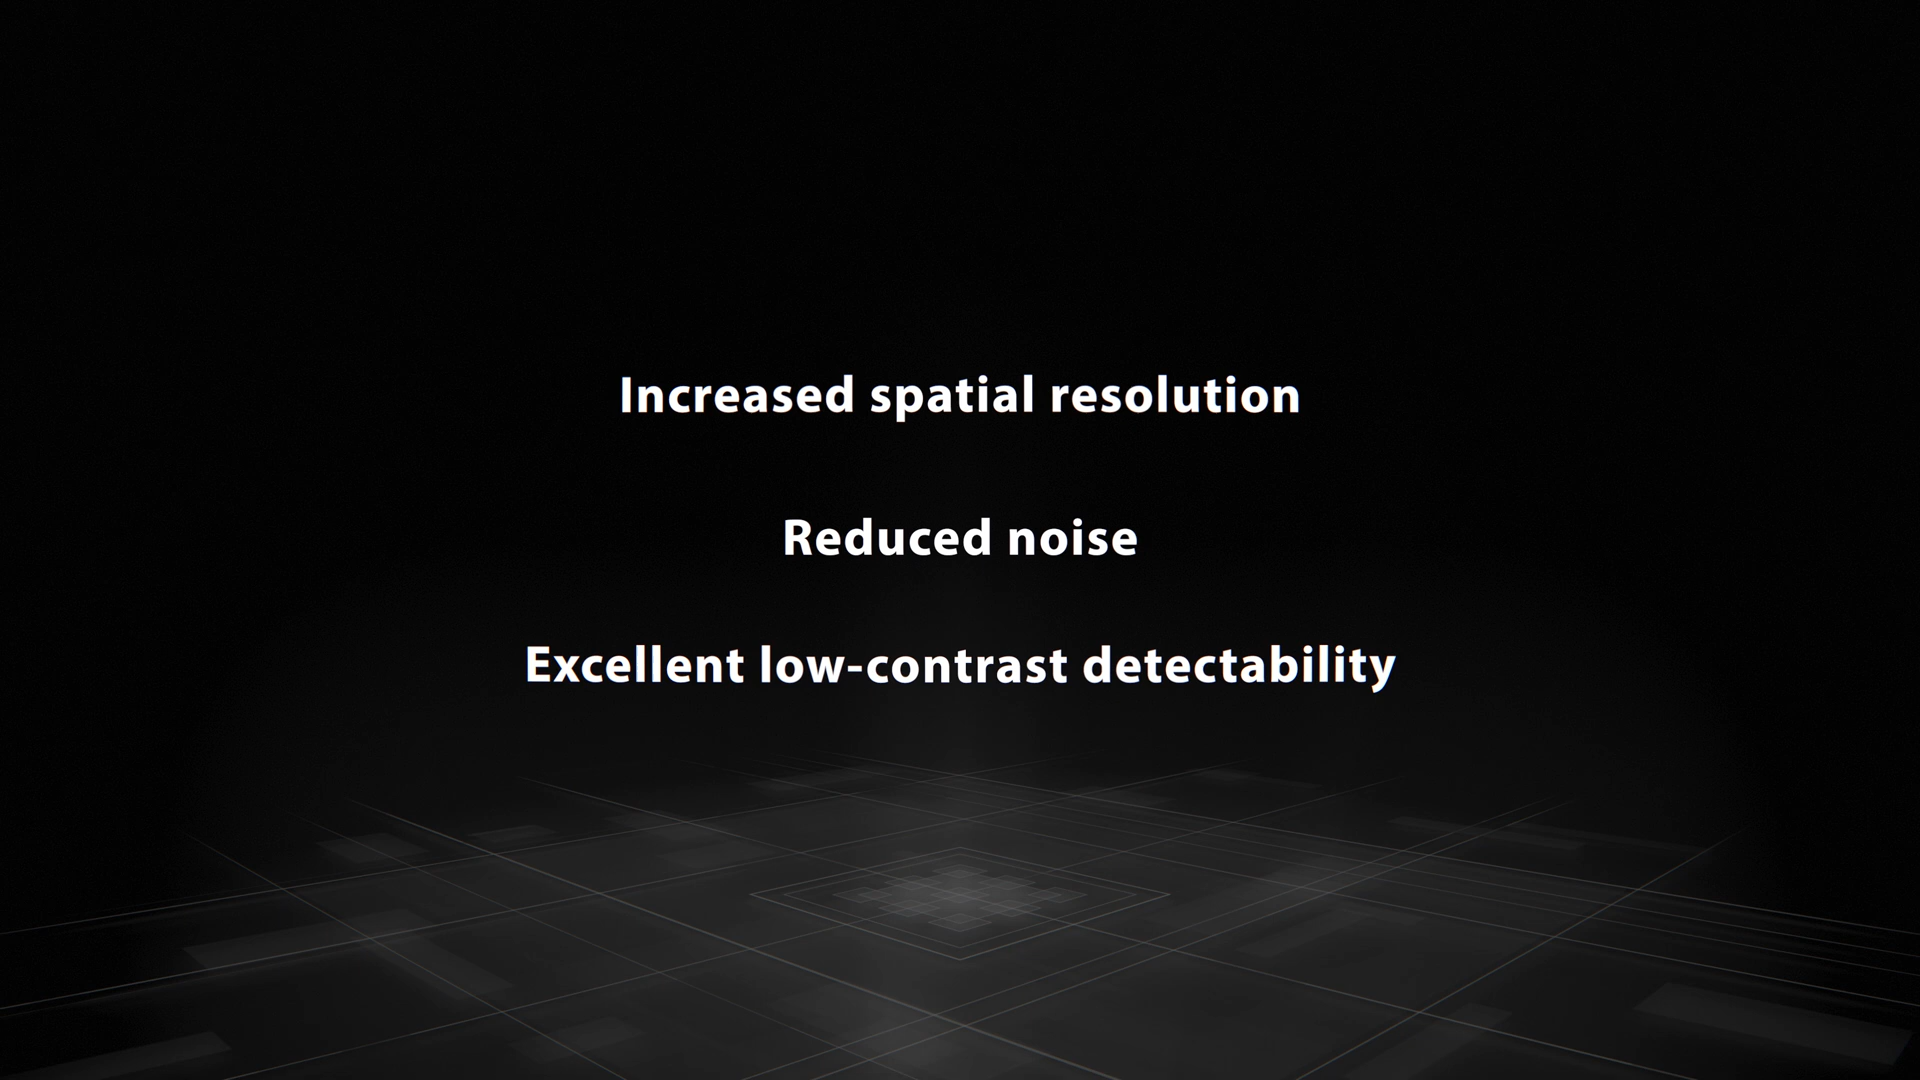 Increased spatial resolution
Reduced noise
Excellent low-contrast detectability